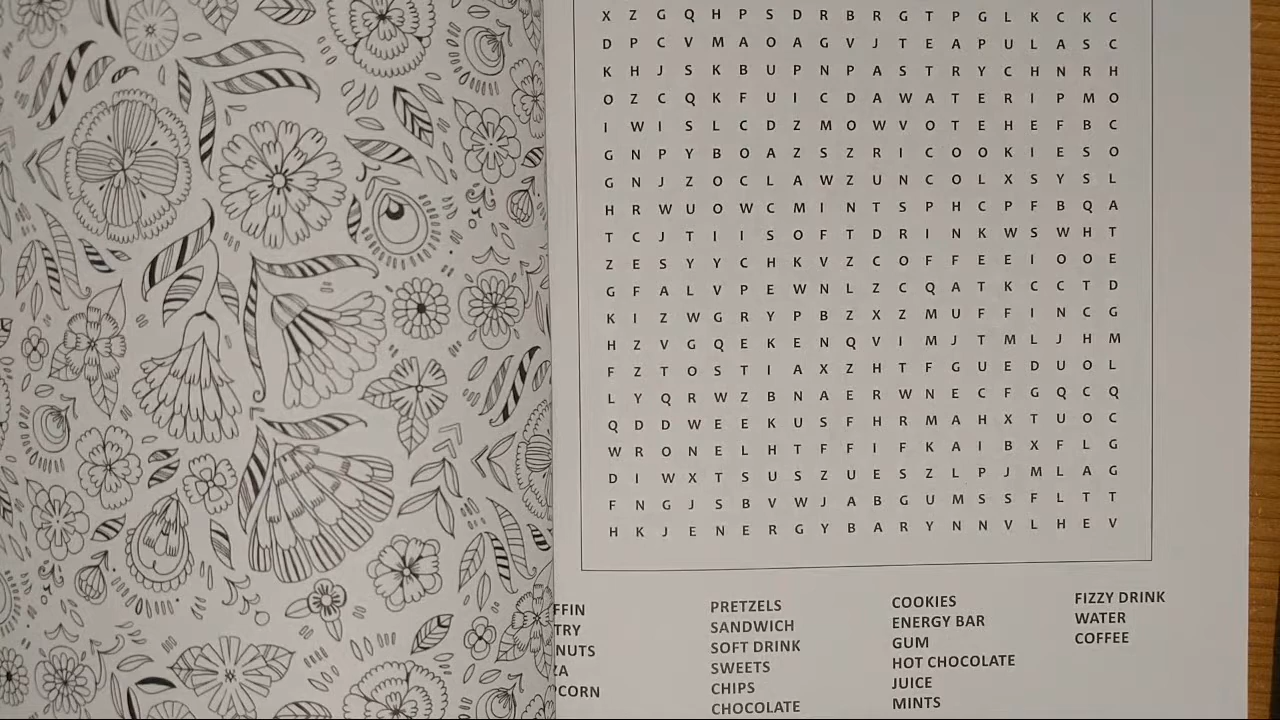 X Z G Q H P S D R B R G T P G L K C K C
D P C V M A O A G V J T E A P U L A S C
K H J S K B U P N P A S T R Y C H N R H
O Z C Q K F U I C D A W A T E R I P M O
I W I S L C D Z M O W V O T E H E F B C
G N P Y B O A Z S Z R I C O O K I E S O
G N J Z O C L A W Z U N C O L X S Y S L
H R W U O W C M I N T S P H C P F B Q A
T C J T I I S O F T D R I N K W S W H T
Z E S Y Y C H K V Z C O F F E E I O O E
G F A L V P E W N L Z C Q A T K C C T D
K I Z W G R Y P B Z X Z M U F F I N C G
H Z V G Q E K E N Q V I M J T M L J H M
F Z T O S T I A X Z H T F G U E D U O L
L Y Q R W Z B N A E R W N E C F G Q C Q
Q D D W E E K U S F H R M A H X T U O C
W R O N E L H T F F I F K A I B X F L G
D I W X T S U S Z U E S Z L P J M L A G
F N G J S B V W J A B G U M S S F L T T
H K J E N E R G Y B A R Y N N V L H E V
FFIN PRETZELS COOKIES FIZZY DRINK
TRY SANDWICH ENERGY BAR WATER
NUTS SOFT DRINK GUM COFFEE
ZA SWEETS HOT CHOCOLATE
CORN CHIPS JUICE
CHOCOLATE MINTS